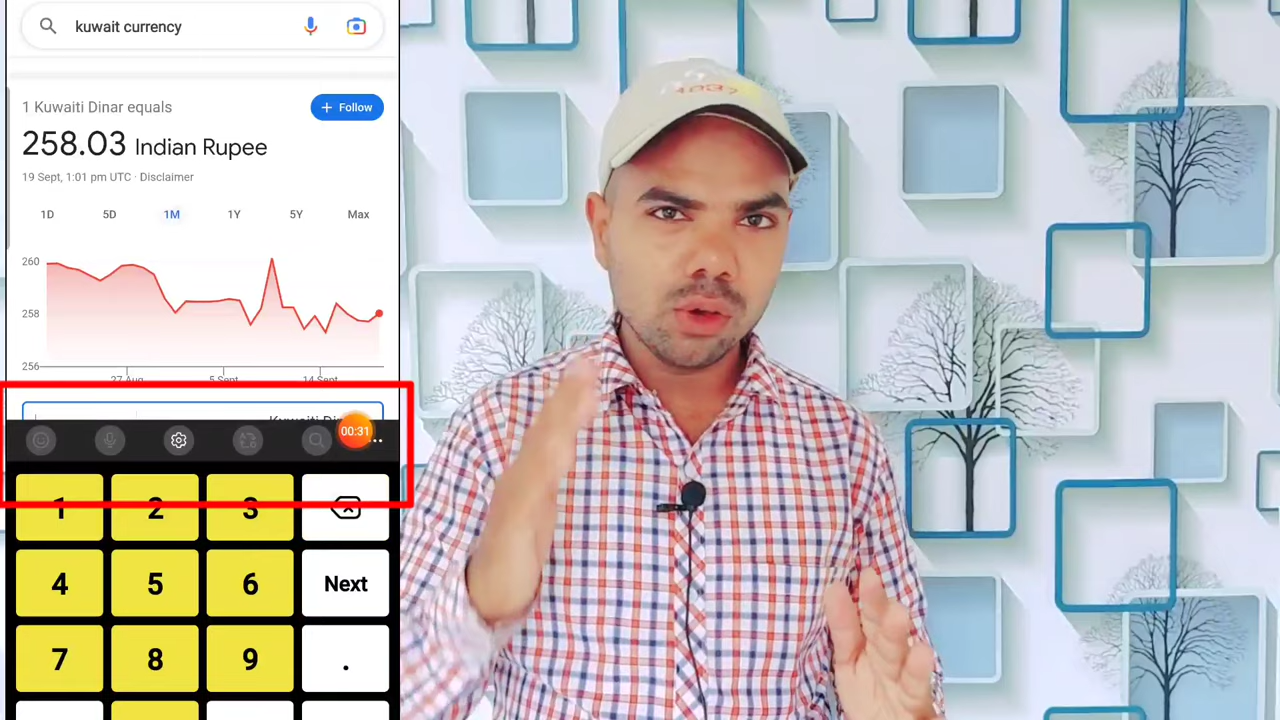 kuwait currency
1 Kuwaiti Dinar equals
+ Follow
258.03 Indian Rupee
19 Sept, 1:01 pm UTC · Disclaimer
1D 5D 1M 1Y 5Y Max
260
258
256
27 Aug 5 Sept 14 Sept
Kuwaiti Din
00:31
1 2 3
4 5 6 Next
7 8 9 .